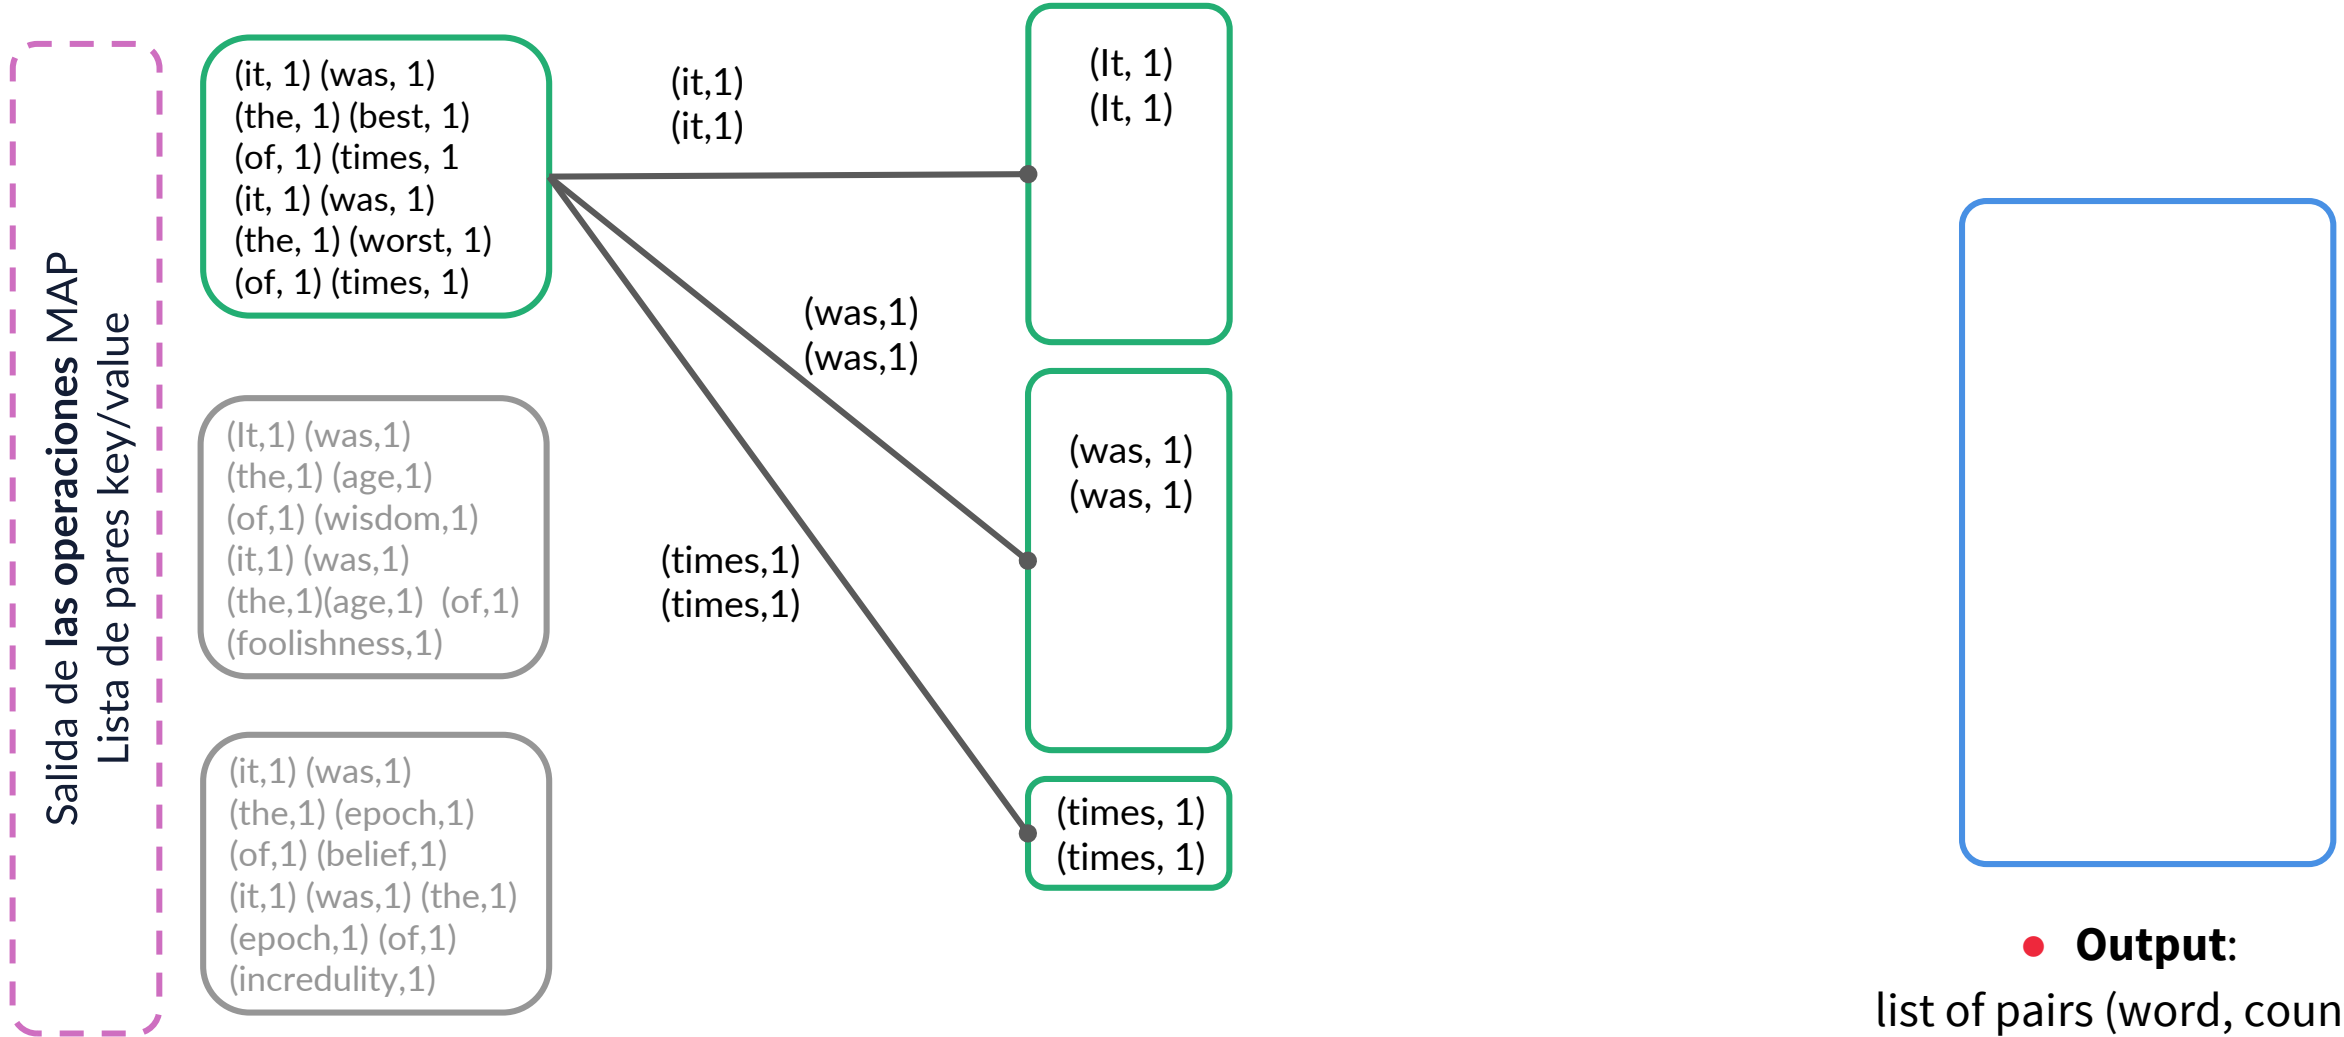 Salida de las operaciones MAP
Lista de pares key/value
(it, 1) (was, 1)
(the, 1) (best, 1)
(of, 1) (times, 1
(it, 1) (was, 1)
(the, 1) (worst, 1)
(of, 1) (times, 1)
(It,1) (was,1)
(the,1) (age,1)
(of,1) (wisdom,1)
(it,1) (was,1)
(the,1)(age,1) (of,1)
(foolishness,1)
(it,1) (was,1)
(the,1) (epoch,1)
(of,1) (belief,1)
(it,1) (was,1) (the,1)
(epoch,1) (of,1)
(incredulity,1)
(it,1)
(it,1)
(was,1)
(was,1)
(times,1)
(times,1)
(It, 1)
(It, 1)
(was, 1)
(was, 1)
(times, 1)
(times, 1)
● Output:
list of pairs (word, coun